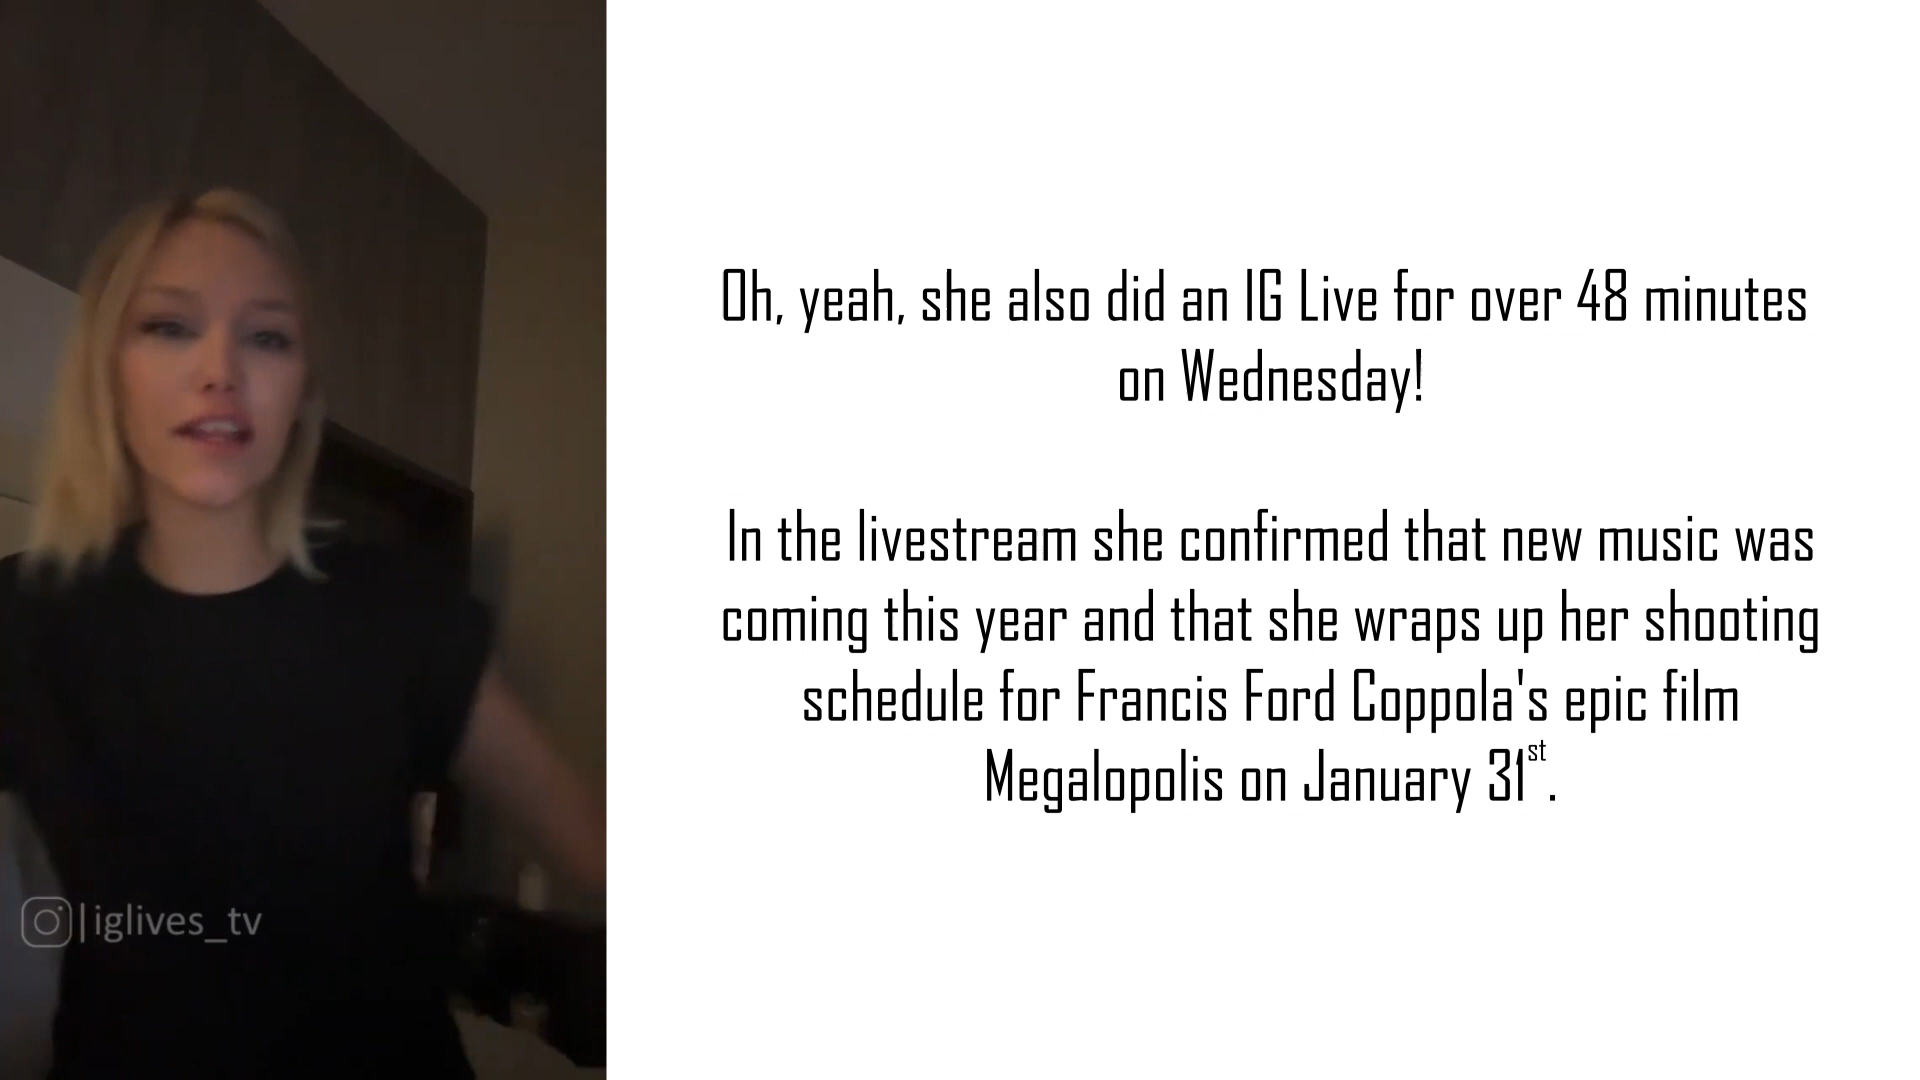 Oh, yeah, she also did an IG Live for over 48 minutes
on Wednesday!
In the livestream she confirmed that new music was
coming this year and that she wraps up her shooting
schedule for Francis Ford Coppola's epic film
Megalopolis on January 31st.
|iglives_tv